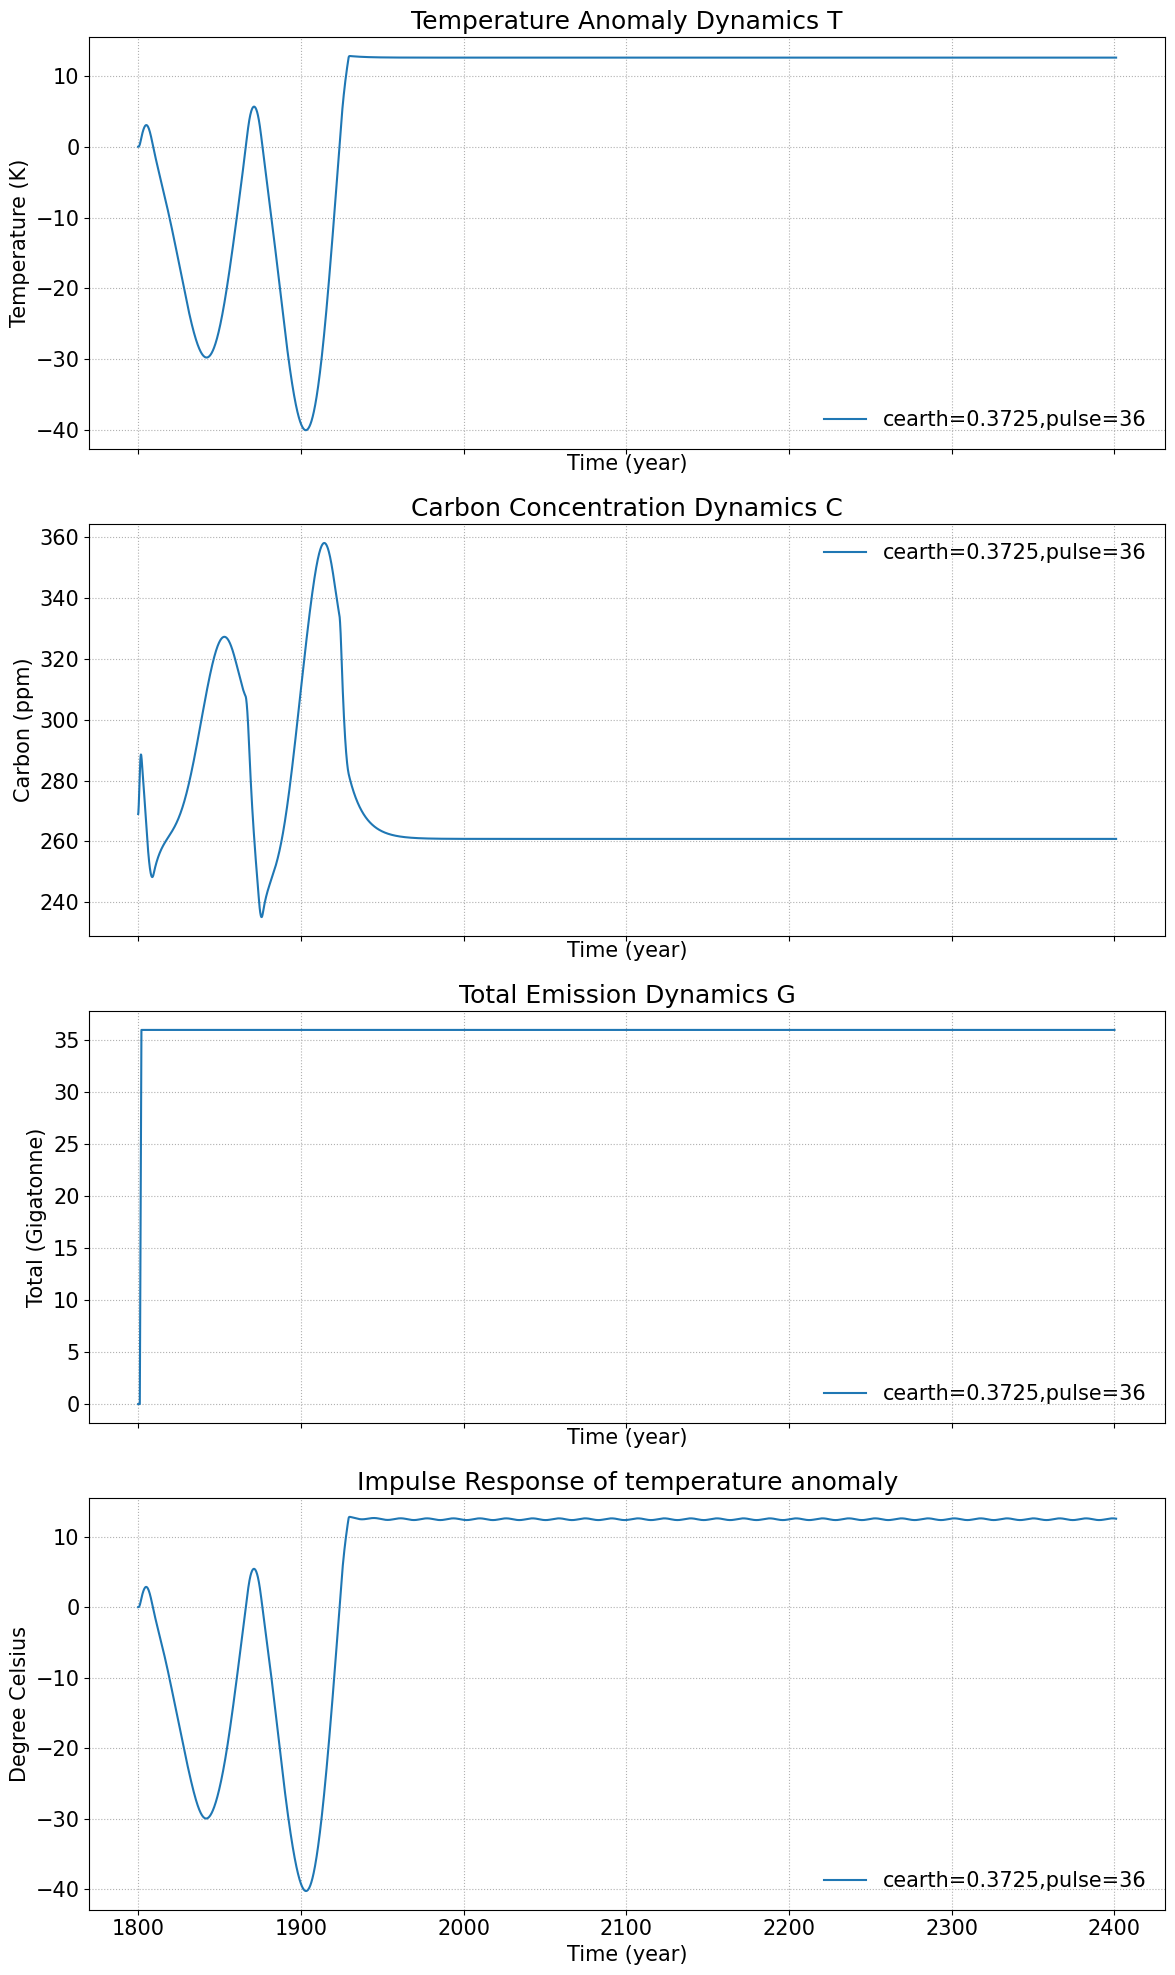 Temperature Anomaly Dynamics T
10
0
−10
−20
−30
−40
Temperature (K)
cearth=0.3725,pulse=36
Time (year)
Carbon Concentration Dynamics C
360
340
320
300
280
260
240
Carbon (ppm)
cearth=0.3725,pulse=36
Time (year)
Total Emission Dynamics G
35
30
25
20
15
10
5
0
Total (Gigatonne)
cearth=0.3725,pulse=36
Time (year)
Impulse Response of temperature anomaly
10
0
−10
−20
−30
−40
Degree Celsius
cearth=0.3725,pulse=36
1800 1900 2000 2100 2200 2300 2400
Time (year)